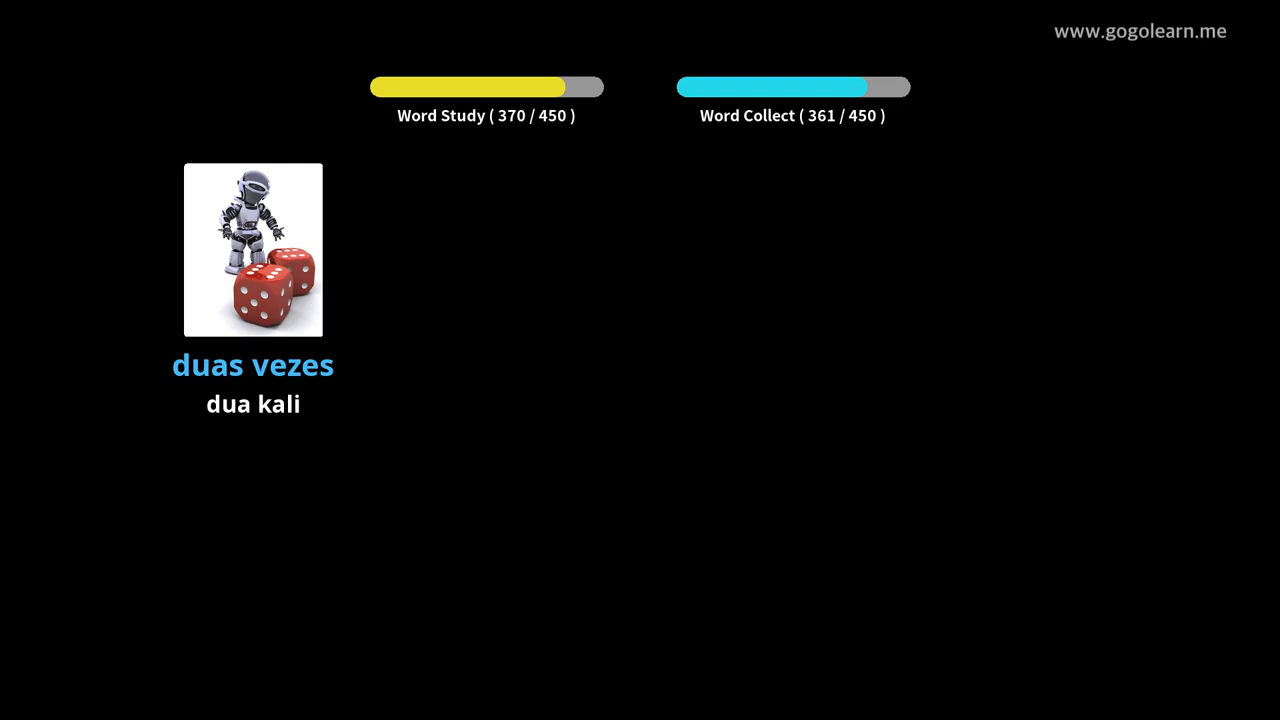 www.gogolearn.me
Word Study ( 370 / 450 )
Word Collect ( 361 / 450 )
duas vezes
dua kali